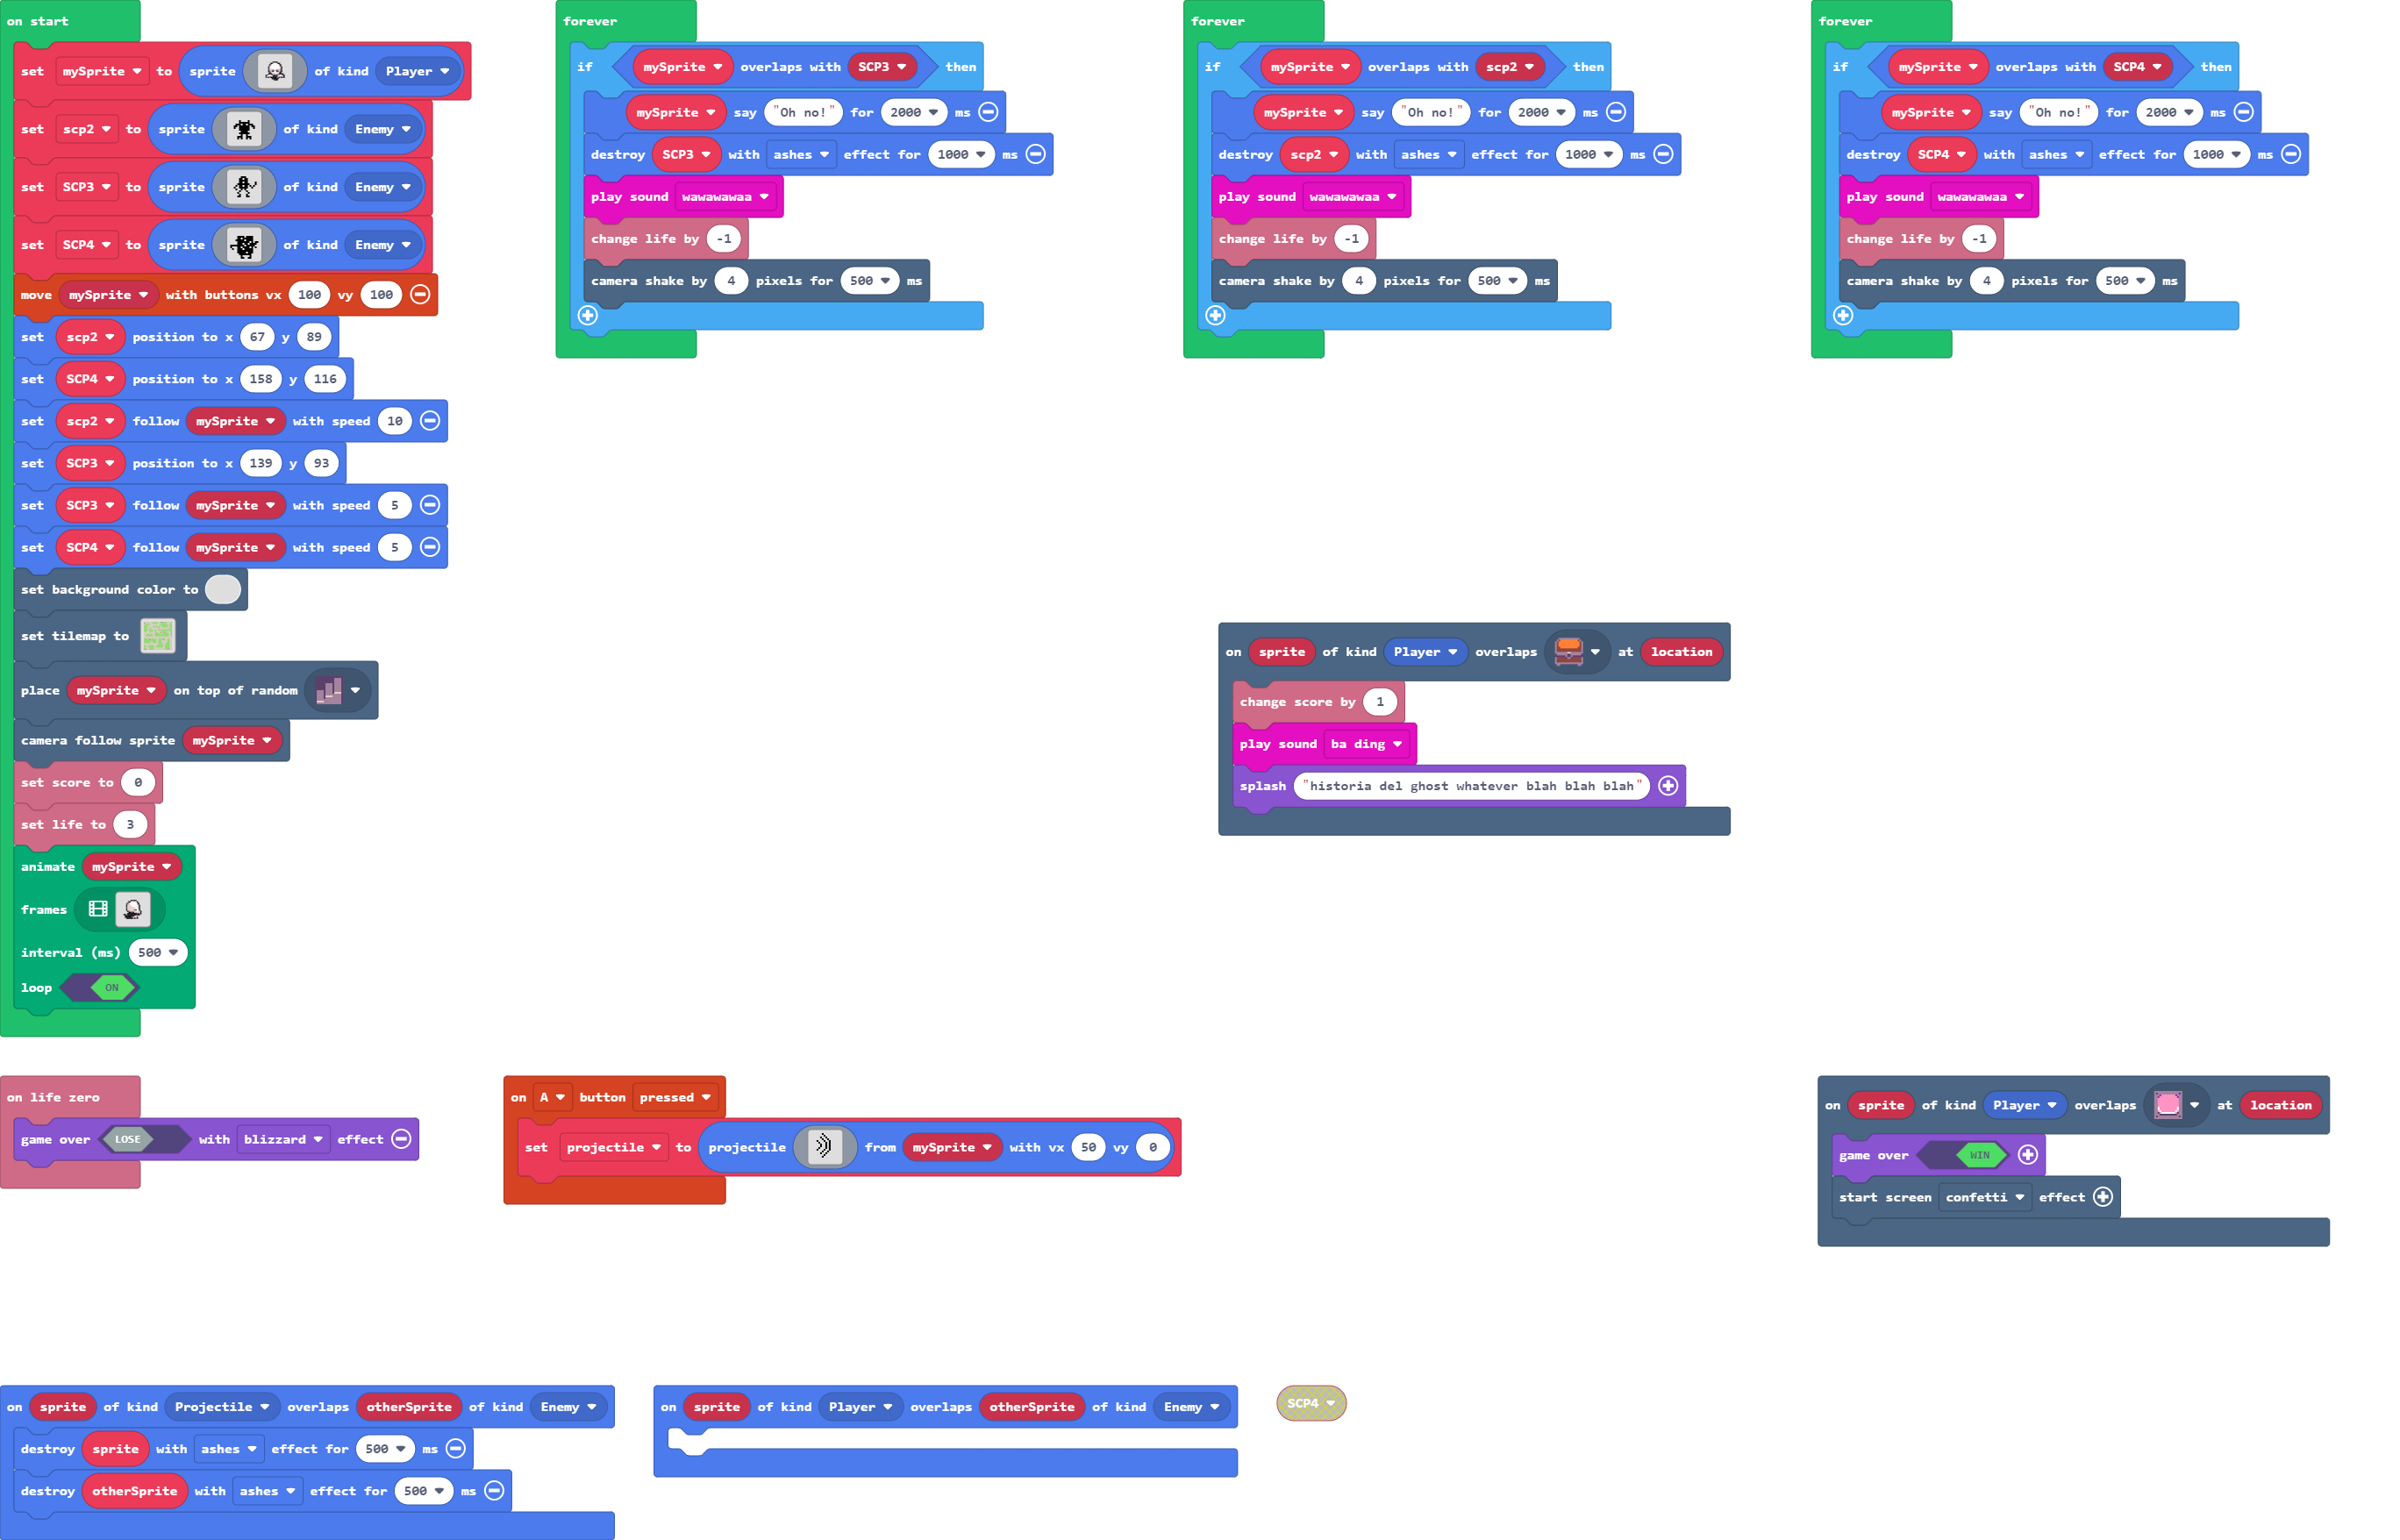 on start
set mySprite to sprite of kind Player
set scp2 to sprite of kind Enemy
set SCP3 to sprite of kind Enemy
set SCP4 to sprite of kind Enemy
move mySprite with buttons vx 100 vy 100
set scp2 position to x 67 y 89
set SCP4 position to x 158 y 116
set scp2 follow mySprite with speed 10
set SCP3 position to x 139 y 93
set SCP3 follow mySprite with speed 5
set SCP4 follow mySprite with speed 5
set background color to
set tilemap to
place mySprite on top of random
camera follow sprite mySprite
set score to 0
set life to 3
animate mySprite
frames
interval (ms) 500
loop ON
forever
if mySprite overlaps with SCP3 then
mySprite say "Oh no!" for 2000 ms
destroy SCP3 with ashes effect for 1000 ms
play sound wawawawaa
change life by -1
camera shake by 4 pixels for 500 ms
forever
if mySprite overlaps with scp2 then
mySprite say "Oh no!" for 2000 ms
destroy scp2 with ashes effect for 1000 ms
play sound wawawawaa
change life by -1
camera shake by 4 pixels for 500 ms
forever
if mySprite overlaps with SCP4 then
mySprite say "Oh no!" for 2000 ms
destroy SCP4 with ashes effect for 1000 ms
play sound wawawawaa
change life by -1
camera shake by 4 pixels for 500 ms
on sprite of kind Player overlaps at location
change score by 1
play sound ba ding
splash "historia del ghost whatever blah blah blah"
on life zero
game over LOSE with blizzard effect
on A button pressed
set projectile to projectile from mySprite with vx 50 vy 0
on sprite of kind Player overlaps at location
game over WIN
start screen confetti effect
on sprite of kind Projectile overlaps otherSprite of kind Enemy
destroy sprite with ashes effect for 500 ms
destroy otherSprite with ashes effect for 500 ms
on sprite of kind Player overlaps otherSprite of kind Enemy
SCP4